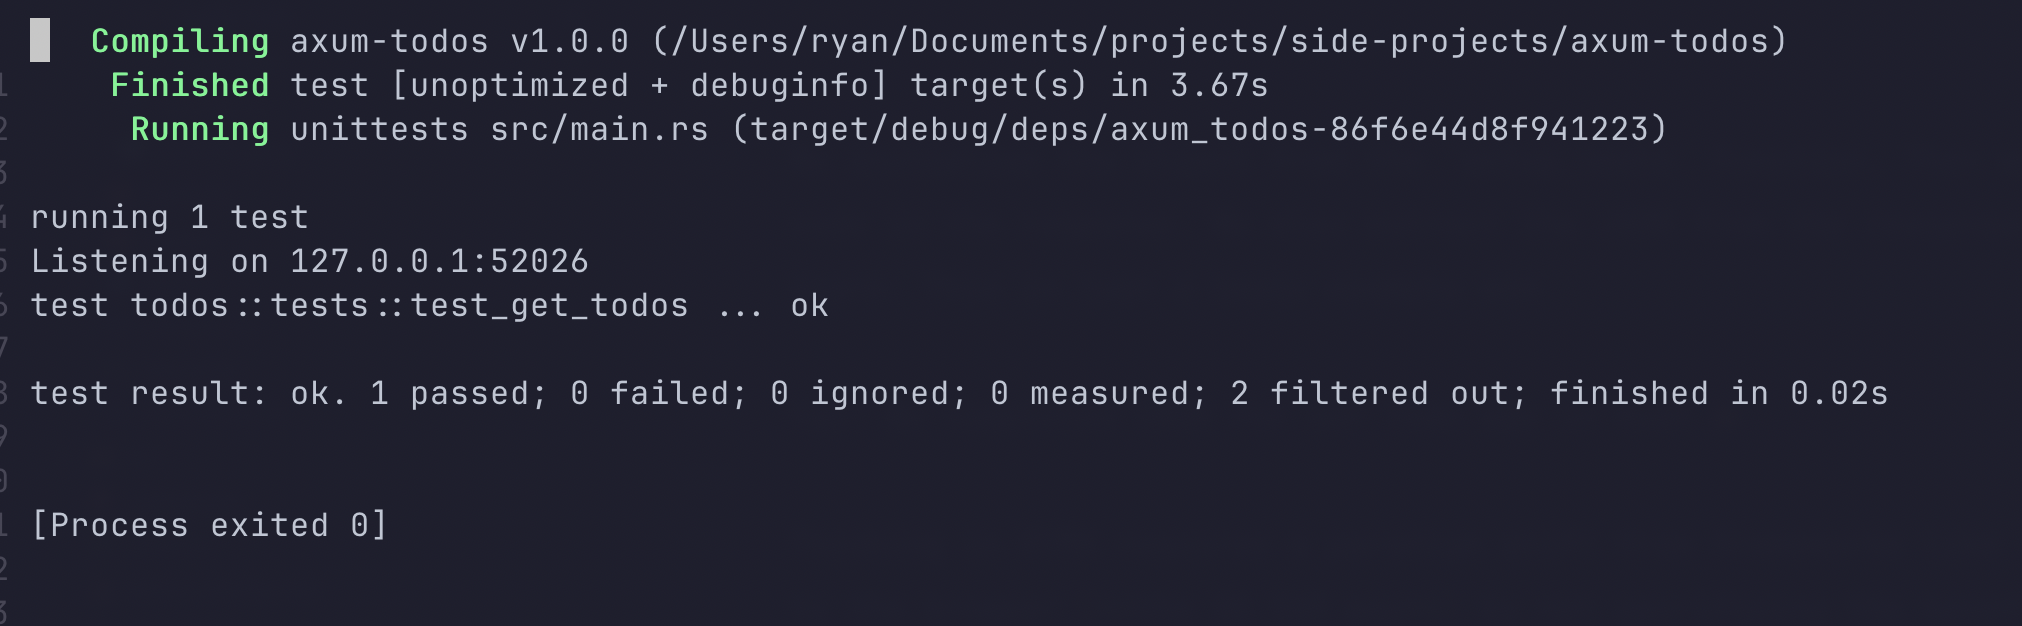 Compiling axum-todos v1.0.0 (/Users/ryan/Documents/projects/side-projects/axum-todos)
Finished test [unoptimized + debuginfo] target(s) in 3.67s
Running unittests src/main.rs (target/debug/deps/axum_todos-86f6e44d8f941223)
running 1 test
Listening on 127.0.0.1:52026
test todos::tests::test_get_todos ... ok
test result: ok. 1 passed; 0 failed; 0 ignored; 0 measured; 2 filtered out; finished in 0.02s
[Process exited 0]